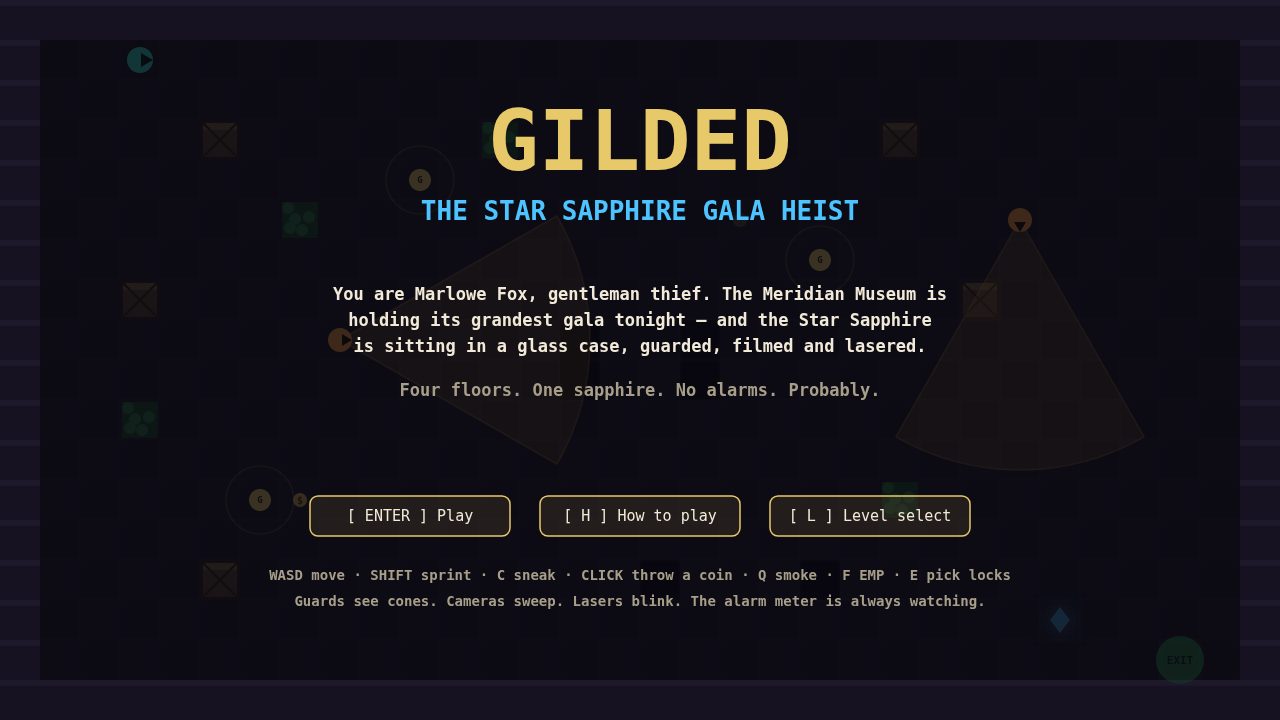 GILDED
G
THE STAR SAPPHIRE GALA HEIST
G
You are Marlowe Fox, gentleman thief. The Meridian Museum is
holding its grandest gala tonight — and the Star Sapphire
is sitting in a glass case, guarded, filmed and lasered.
Four floors. One sapphire. No alarms. Probably.
G
$
[ ENTER ] Play
[ H ] How to play
[ L ] Level select
WASD move · SHIFT sprint · C sneak · CLICK throw a coin · Q smoke · F EMP · E pick locks
Guards see cones. Cameras sweep. Lasers blink. The alarm meter is always watching.
EXIT